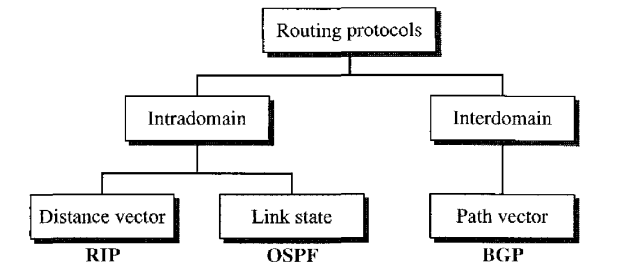 Routing protocols
Intradomain
Interdomain
Distance vector
Link state
Path vector
RIP
OSPF
BGP